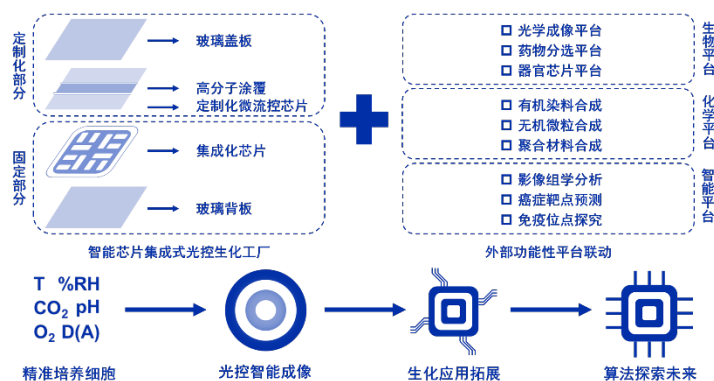 定制化部分
玻璃盖板
高分子涂覆
定制化微流控芯片
固定部分
集成化芯片
玻璃背板
智能芯片集成式光控生化工厂
光学成像平台
药物分选平台
器官芯片平台
生物平台
有机染料合成
无机微粒合成
聚合材料合成
化学平台
影像组学分析
癌症靶点预测
免疫位点探究
智能平台
外部功能性平台联动
T %RH
CO2 pH
O2 D(A)
精准培养细胞
光控智能成像
生化应用拓展
算法探索未来